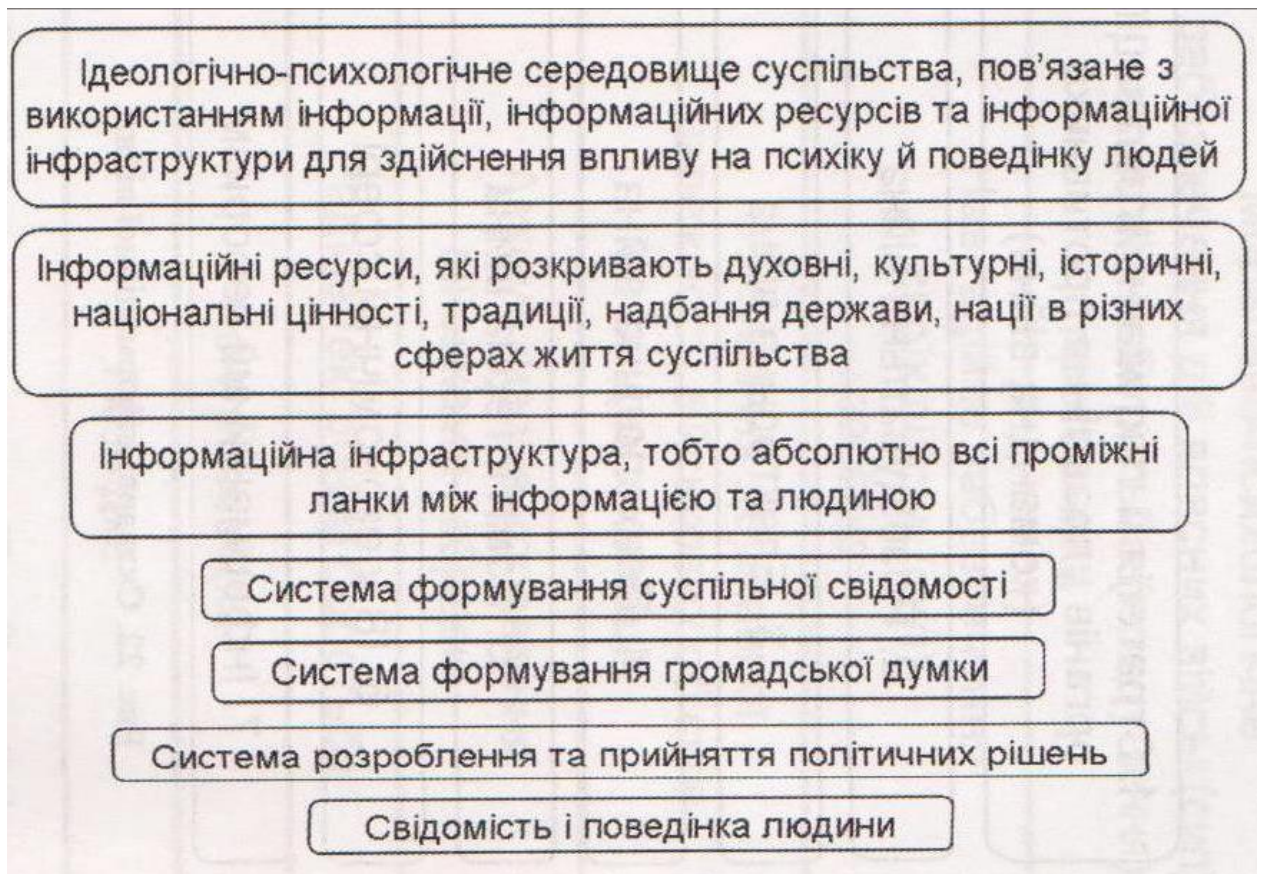 Ідеологічно-психологічне середовище суспільства, пов'язане з
використанням інформації, інформаційних ресурсів та інформаційної
інфраструктури для здійснення впливу на психіку й поведінку людей
Інформаційні ресурси, які розкривають духовні, культурні, історичні,
національні цінності, традиції, надбання держави, нації в різних
сферах життя суспільства
Інформаційна інфраструктура, тобто абсолютно всі проміжні
ланки між інформацією та людиною
Система формування суспільної свідомості
Система формування громадської думки
Система розроблення та прийняття політичних рішень
Свідомість і поведінка людини